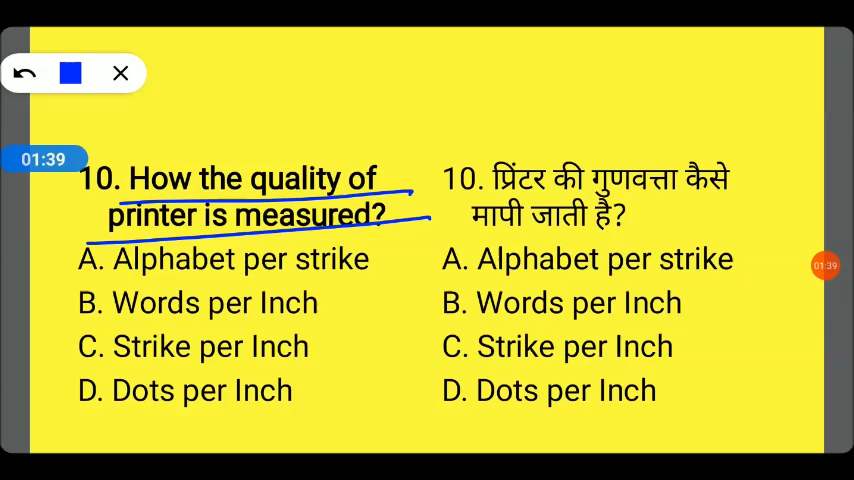 01:39
10. How the quality of
printer is measured?
A. Alphabet per strike
B. Words per Inch
C. Strike per Inch
D. Dots per Inch
10. प्रिंटर की गुणवत्ता कैसे
मापी जाती है?
A. Alphabet per strike
B. Words per Inch
C. Strike per Inch
D. Dots per Inch
01:39